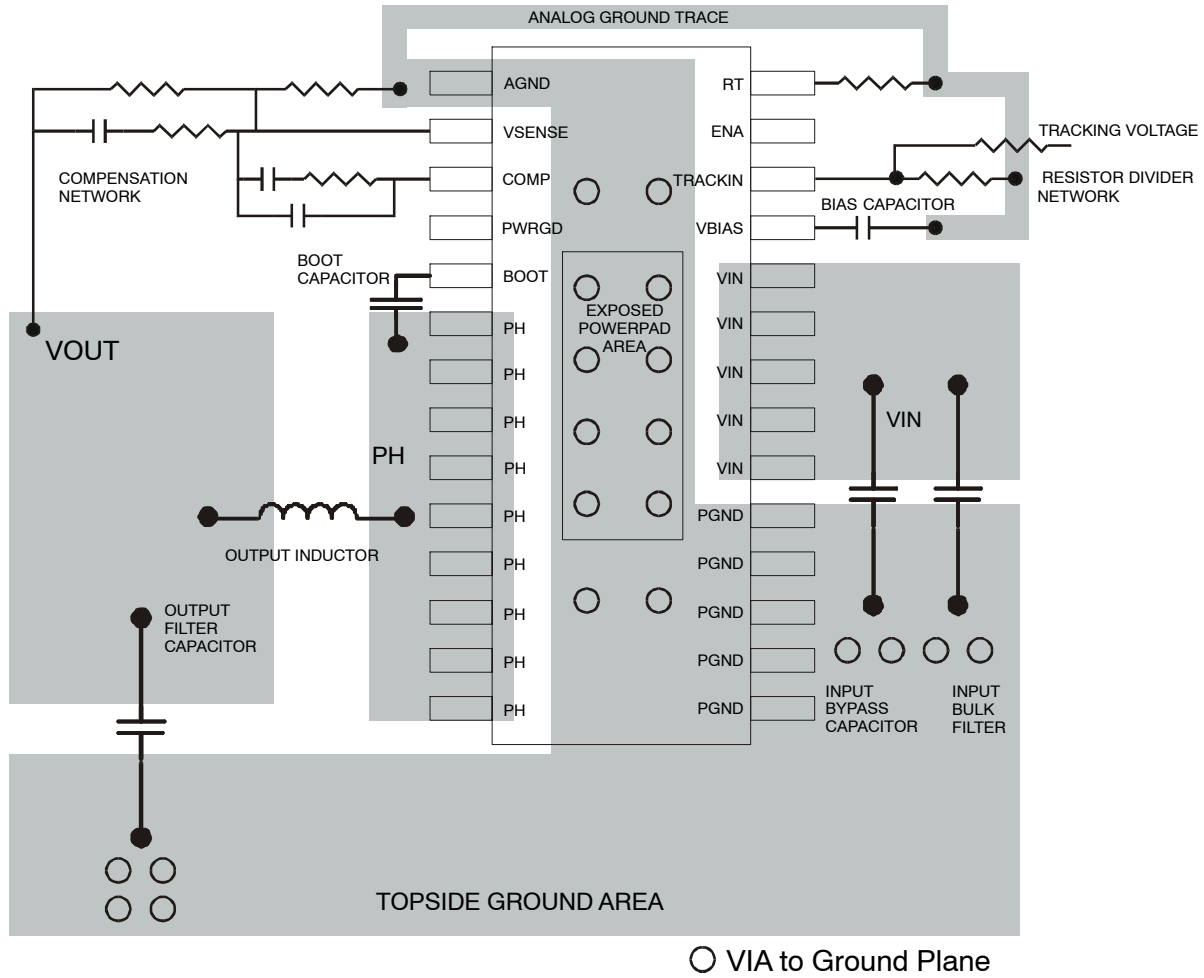 ANALOG GROUND TRACE
AGND
VSENSE
COMP
PWRGD
BOOT
PH
PH
PH
PH
PH
PH
PH
PH
PH
RT
ENA
TRACKIN
VBIAS
VIN
VIN
VIN
VIN
VIN
PGND
PGND
PGND
PGND
PGND
TRACKING VOLTAGE
RESISTOR DIVIDER
NETWORK
BIAS CAPACITOR
COMPENSATION
NETWORK
BOOT
CAPACITOR
EXPOSED
POWERPAD
AREA
VOUT
PH
VIN
OUTPUT INDUCTOR
OUTPUT
FILTER
CAPACITOR
INPUT
BYPASS
CAPACITOR
INPUT
BULK
FILTER
TOPSIDE GROUND AREA
VIA to Ground Plane